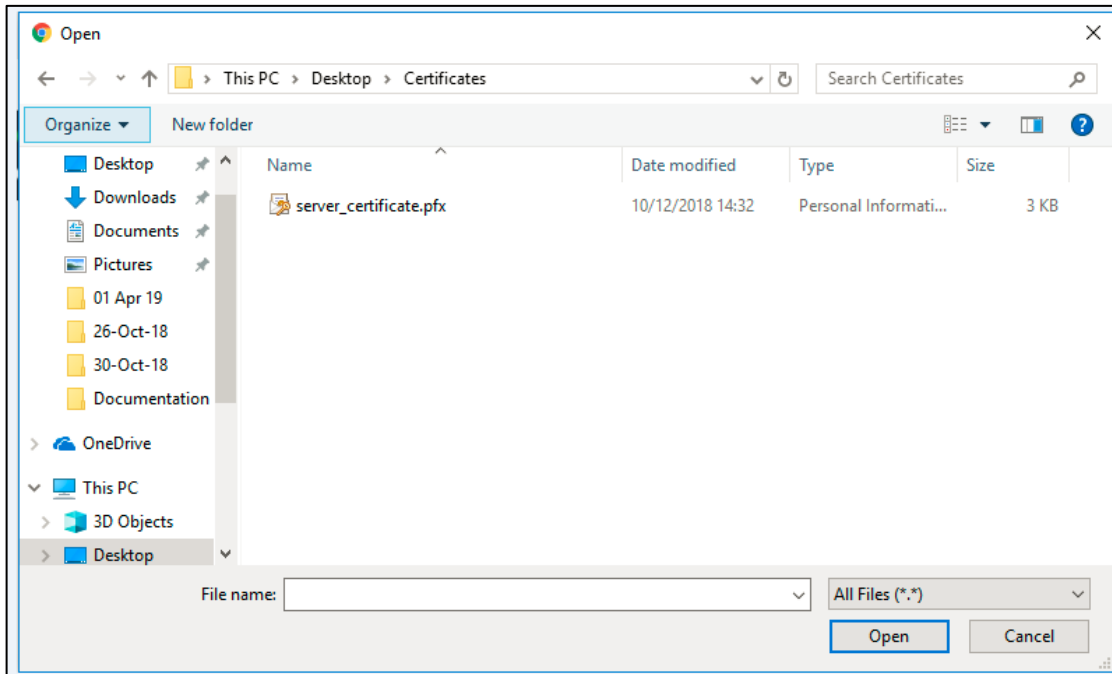 Open
This PC > Desktop > Certificates
Search Certificates
Organize
New folder
Name Date modified Type Size
server_certificate.pfx 10/12/2018 14:32 Personal Informati... 3 KB
Desktop
Downloads
Documents
Pictures
01 Apr 19
26-Oct-18
30-Oct-18
Documentation
OneDrive
This PC
3D Objects
Desktop
File name:
All Files (*.*)
Open
Cancel